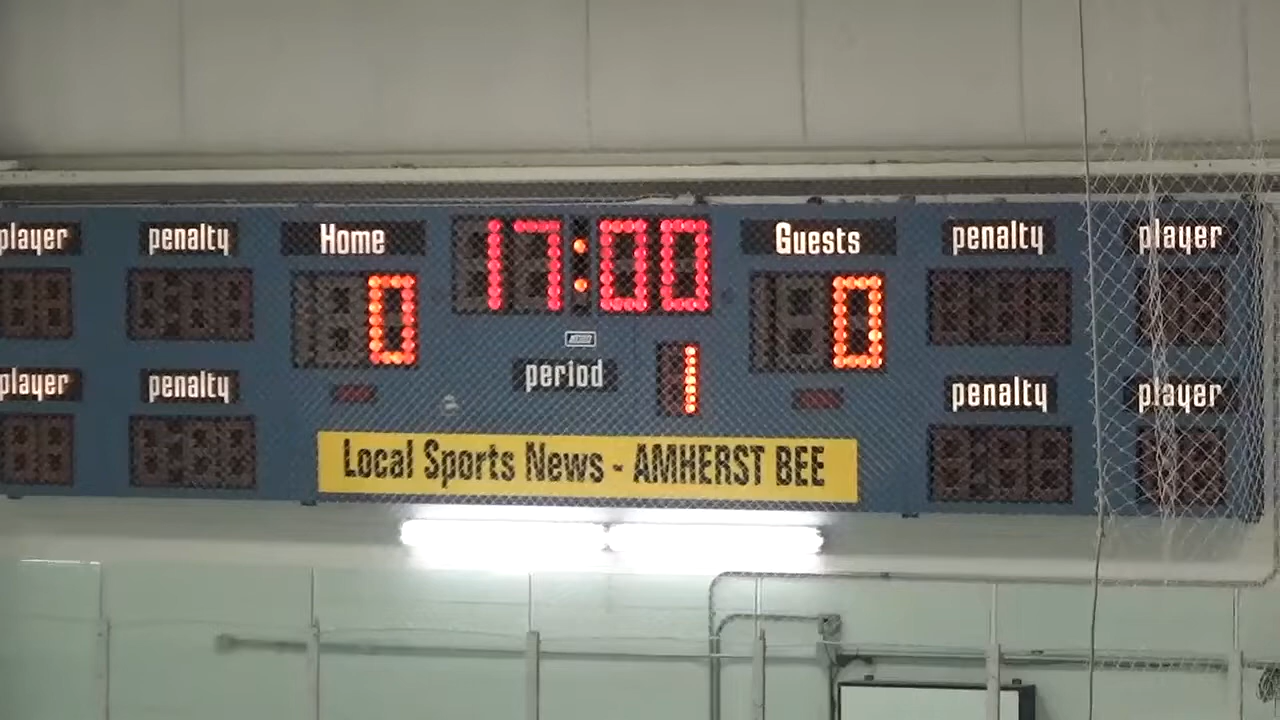 player penalty Home 17:00 Guests penalty player
0 0
period 1
player penalty penalty player
Local Sports News - AMHERST BEE